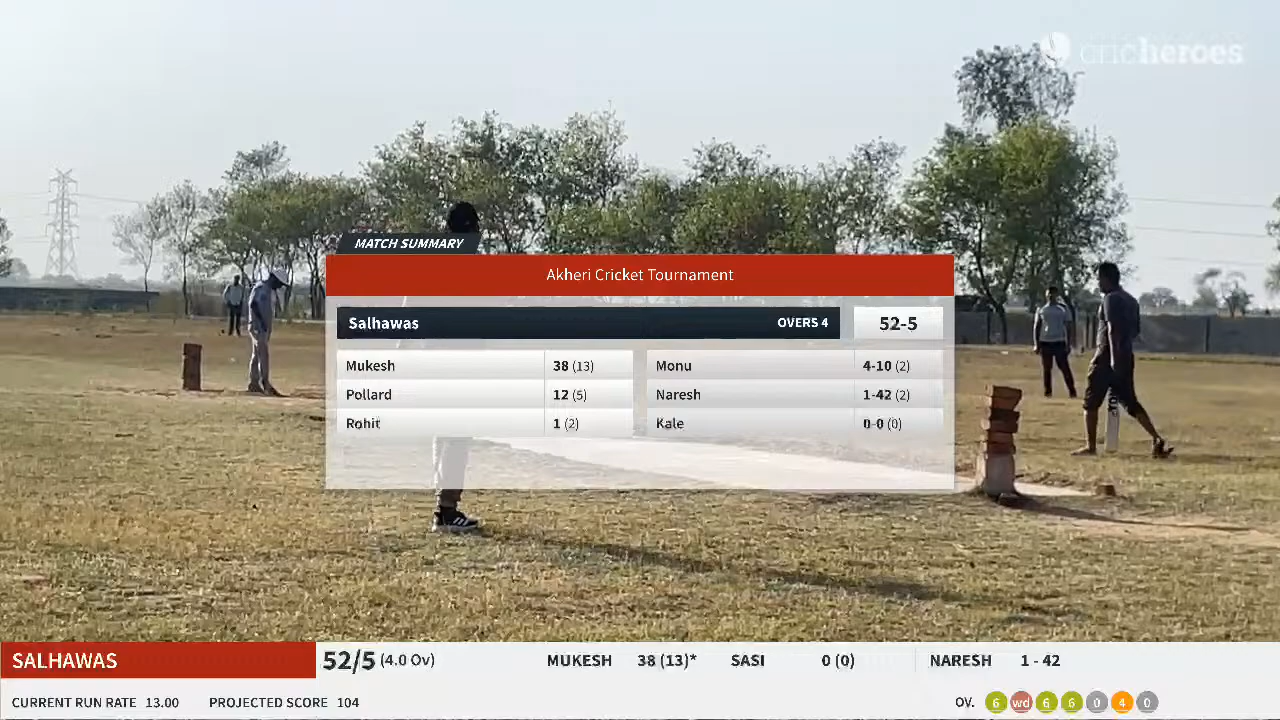 cricheroes
MATCH SUMMARY
Akheri Cricket Tournament
Salhawas OVERS 4 52-5
Mukesh 38 (13) Monu 4-10 (2)
Pollard 12 (5) Naresh 1-42 (2)
Rohit 1 (2) Kale 0-0 (0)
SALHAWAS 52/5 (4.0 Ov) MUKESH 38 (13)* SASI 0 (0) NARESH 1 - 42
CURRENT RUN RATE 13.00 PROJECTED SCORE 104 OV. 6 wd 6 6 0 4 0